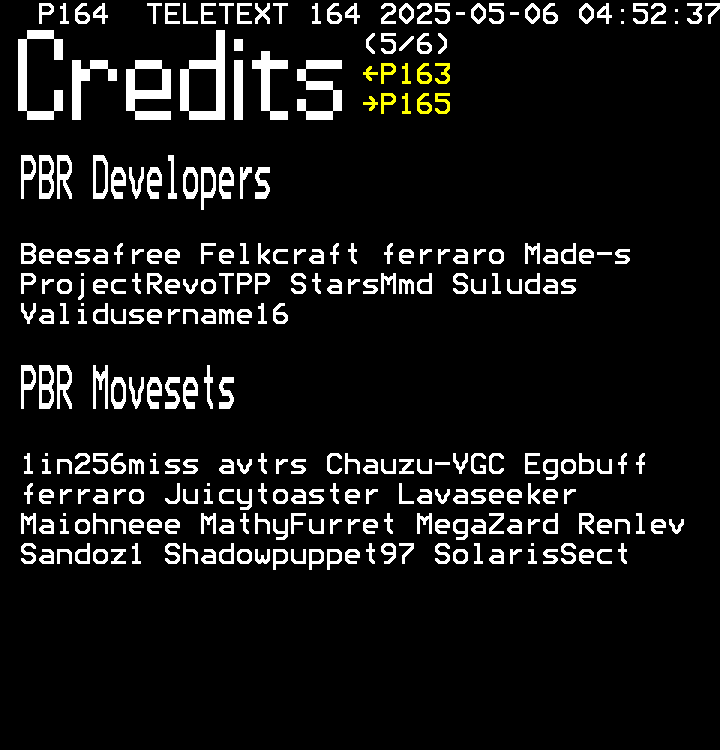 P164 TELETEXT 164 2025-05-06 04:52:37
Credits
(5/6)
←P163
→P165
PBR Developers
Beesafree Felkcraft ferraro Made-s
ProjectRevoTPP StarsMmd Suludas
Validusername16
PBR Movesets
1in256miss avtrs Chauzu-VGC Egobuff
ferraro Juicytoaster Lavaseeker
Maiohneee MathyFurret MegaZard Renlev
Sandoz1 Shadowpuppet97 SolarisSect